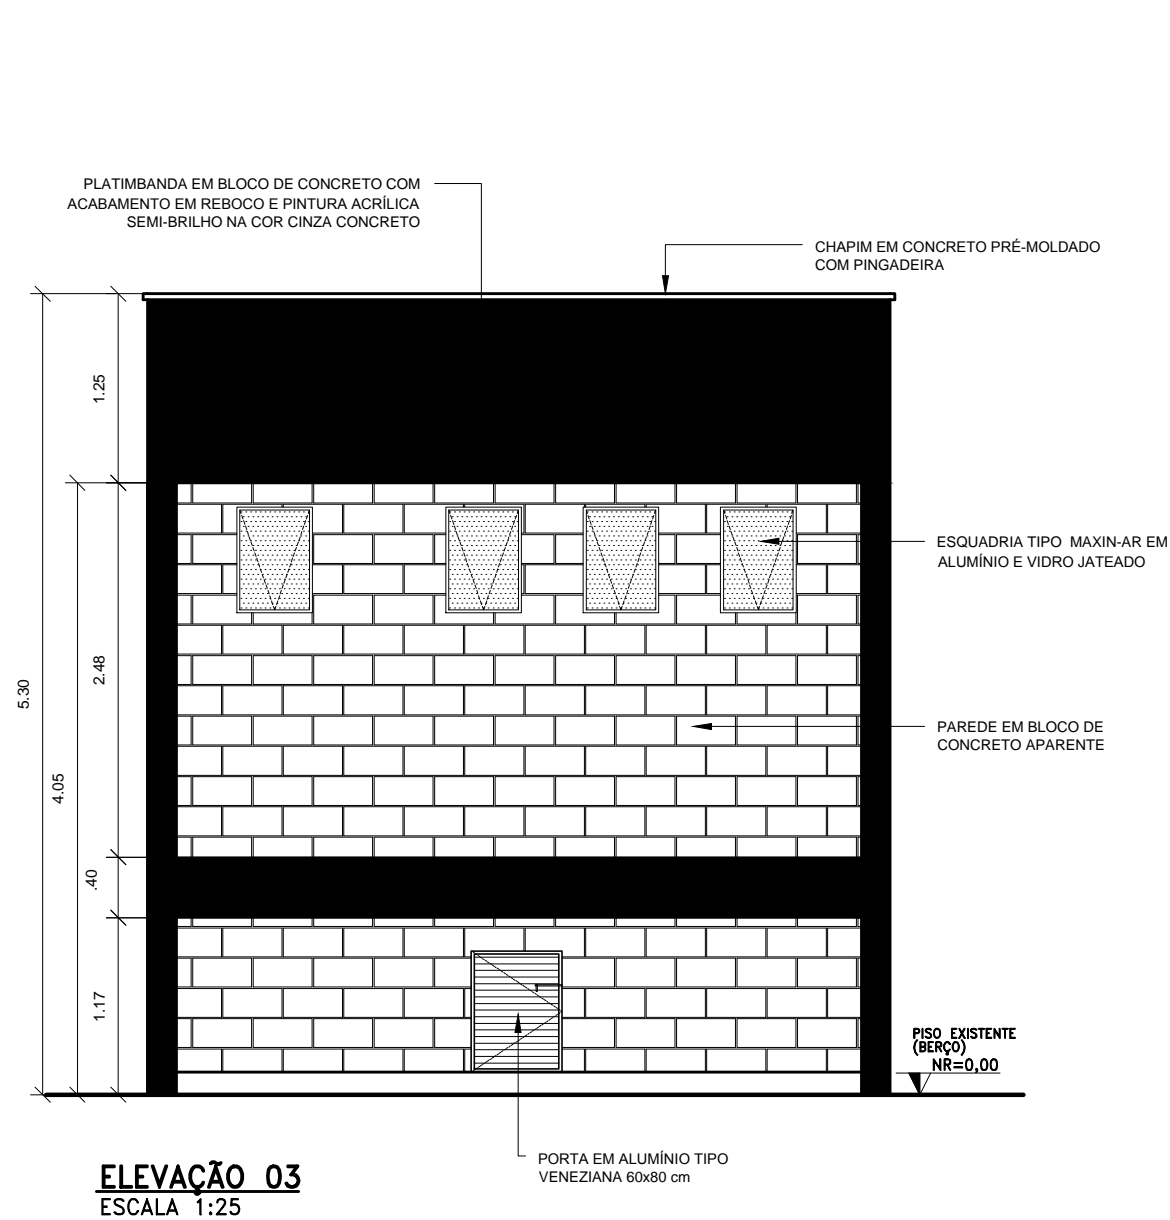 PLATIMBANDA EM BLOCO DE CONCRETO COM
ACABAMENTO EM REBOCO E PINTURA ACRÍLICA
SEMI-BRILHO NA COR CINZA CONCRETO
CHAPIM EM CONCRETO PRÉ-MOLDADO
COM PINGADEIRA
1.25
ESQUADRIA TIPO MAXIN-AR EM
ALUMÍNIO E VIDRO JATEADO
2.48
5.30
PAREDE EM BLOCO DE
CONCRETO APARENTE
4.05
.40
1.17
PISO EXISTENTE
(BERÇO)
NR=0,00
PORTA EM ALUMÍNIO TIPO
VENEZIANA 60x80 cm
ELEVAÇÃO 03
ESCALA 1:25